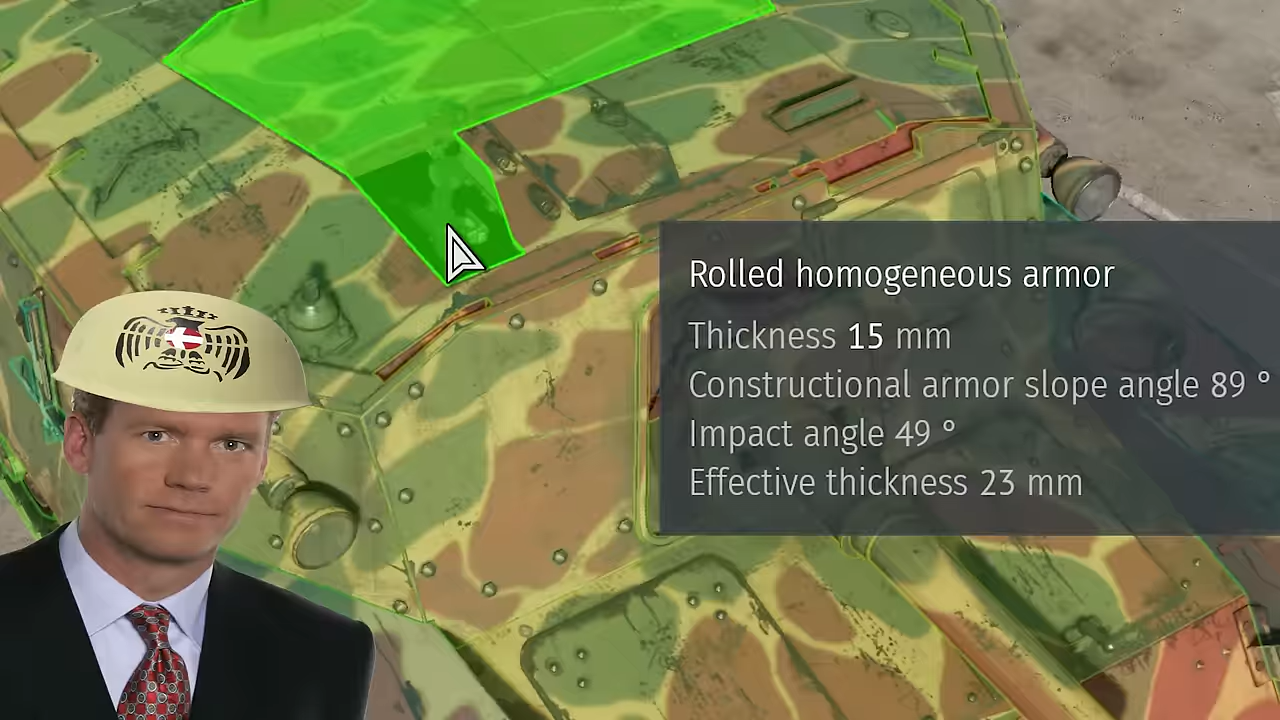 Rolled homogeneous armor
Thickness 15 mm
Constructional armor slope angle 89 °
Impact angle 49 °
Effective thickness 23 mm